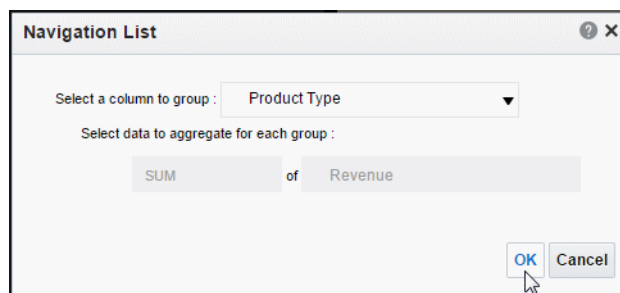 Navigation List
Select a column to group : Product Type
Select data to aggregate for each group :
SUM of Revenue
OK Cancel